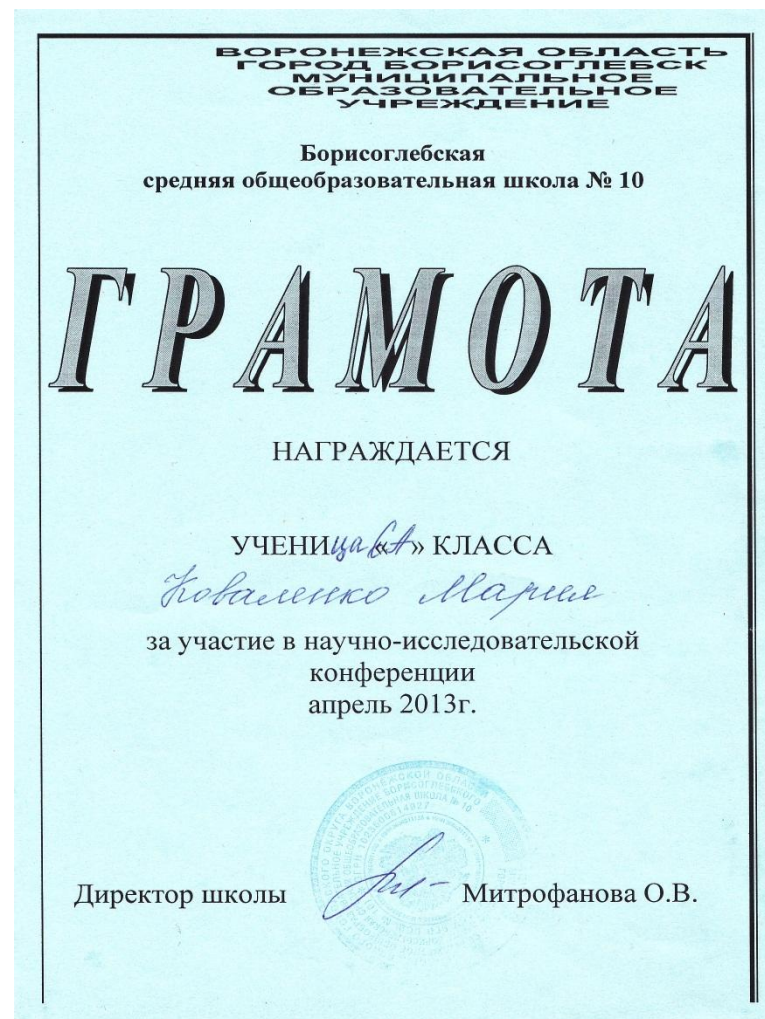 ВОРОНЕЖСКАЯ ОБЛАСТЬ
ГОРОД БОРИСОГЛЕБСК
МУНИЦИПАЛЬНОЕ
ОБРАЗОВАТЕЛЬНОЕ
УЧРЕЖДЕНИЕ
Борисоглебская
средняя общеобразовательная школа № 10
ГРАМОТА
НАГРАЖДАЕТСЯ
УЧЕНИца «6А» КЛАССА
Коваленко Мария
за участие в научно-исследовательской
конференции
апрель 2013г.
Директор школы Митрофанова О.В.